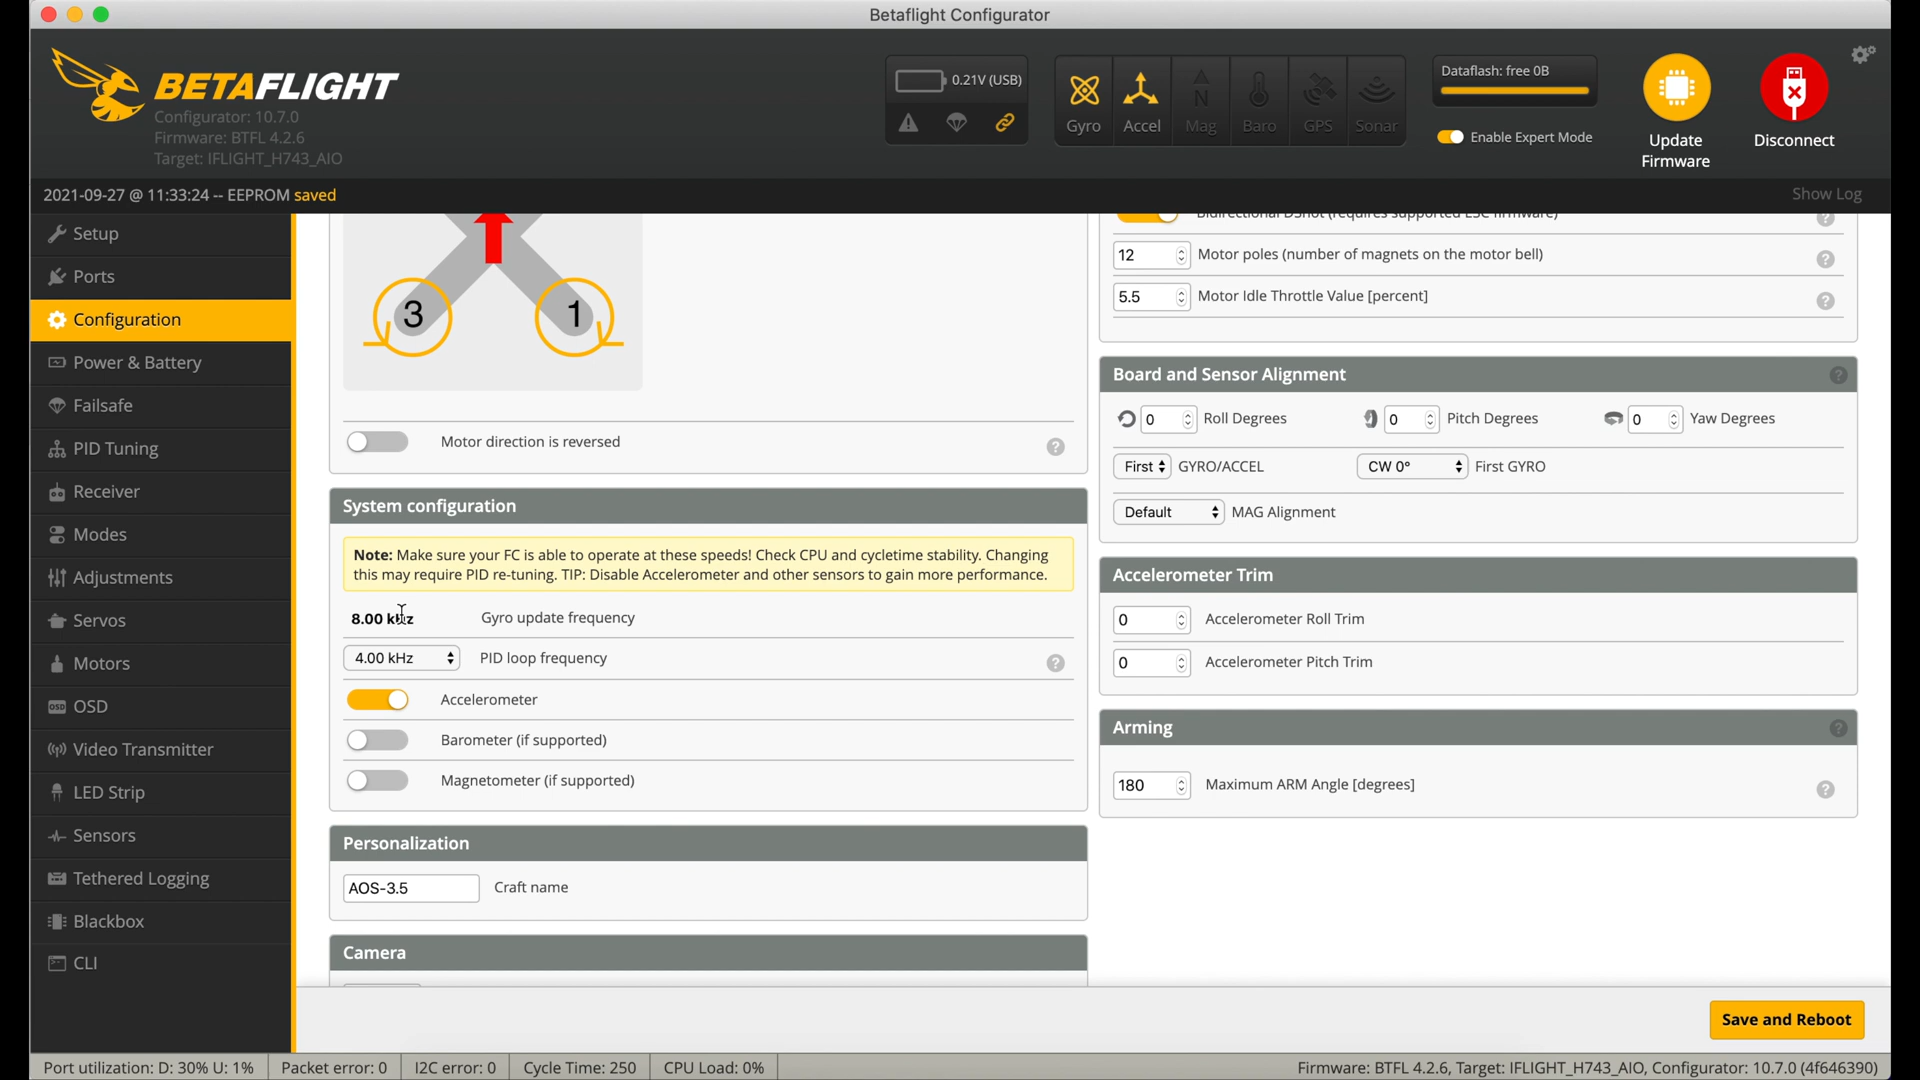 Betaflight Configurator
BETAFLIGHT
Configurator: 10.7.0
Firmware: BTFL 4.2.6
Target: IFLIGHT_H743_AIO
0.21V (USB)
Gyro
Accel
N
Mag
Baro
GPS
Sonar
Dataflash: free 0B
Enable Expert Mode
Update
Firmware
Disconnect
2021-09-27 @ 11:33:24 -- EEPROM saved
Show Log
Setup
Ports
Configuration
Power & Battery
Failsafe
PID Tuning
Receiver
Modes
Adjustments
Servos
Motors
OSD OSD
Video Transmitter
LED Strip
Sensors
Tethered Logging
Blackbox
CLI
3
1
Motor direction is reversed ?
System configuration
Note: Make sure your FC is able to operate at these speeds! Check CPU and cycletime stability. Changing
this may require PID re-tuning. TIP: Disable Accelerometer and other sensors to gain more performance.
8.00 kHz Gyro update frequency
4.00 kHz PID loop frequency ?
Accelerometer
Barometer (if supported)
Magnetometer (if supported)
Personalization
AOS-3.5 Craft name
Camera
Bidirectional DShot (requires supported ESC firmware) ?
12 Motor poles (number of magnets on the motor bell) ?
5.5 Motor Idle Throttle Value [percent] ?
Board and Sensor Alignment ?
0 Roll Degrees 0 Pitch Degrees 0 Yaw Degrees
First GYRO/ACCEL CW 0° First GYRO
Default MAG Alignment
Accelerometer Trim
0 Accelerometer Roll Trim
0 Accelerometer Pitch Trim
Arming ?
180 Maximum ARM Angle [degrees] ?
Save and Reboot
Port utilization: D: 30% U: 1% Packet error: 0 I2C error: 0 Cycle Time: 250 CPU Load: 0% Firmware: BTFL 4.2.6, Target: IFLIGHT_H743_AIO, Configurator: 10.7.0 (4f646390)